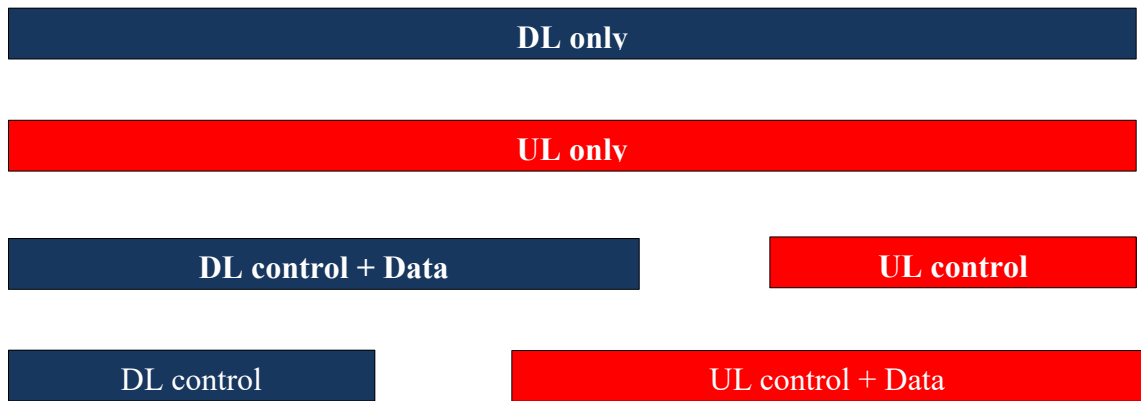 DL only
UL only
DL control + Data UL control
DL control UL control + Data